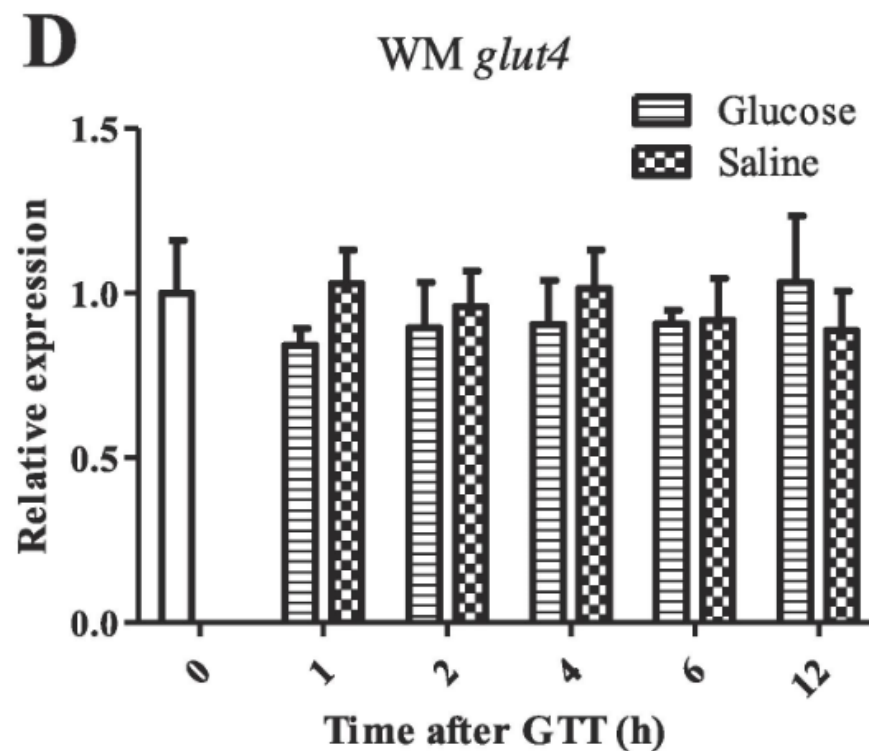 D
WM glut4
Glucose
Saline
Relative expression
1.5
1.0
0.5
0.0
0 1 2 4 6 12
Time after GTT (h)